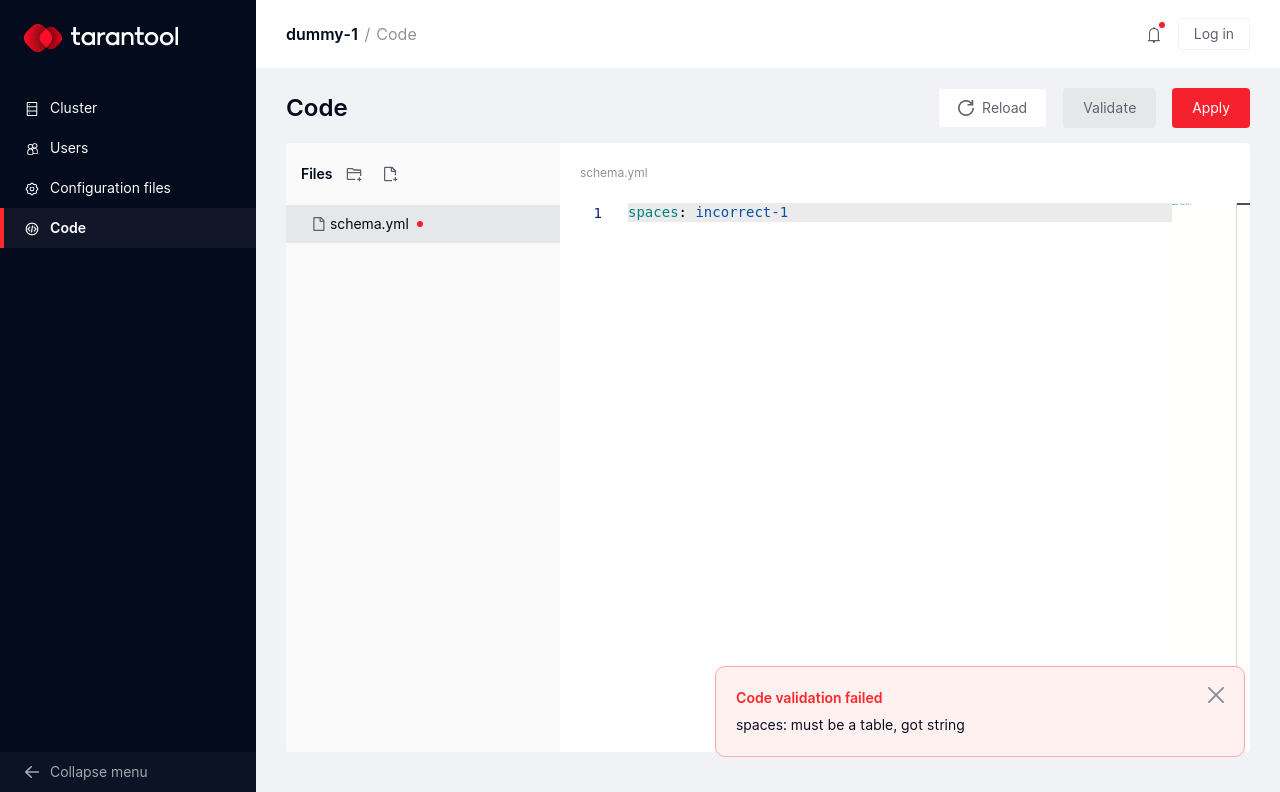 tarantool
Cluster
Users
Configuration files
Code
Collapse menu
dummy-1 / Code
Log in
Code
Reload
Validate
Apply
Files
schema.yml
schema.yml
1 spaces: incorrect-1
Code validation failed
spaces: must be a table, got string